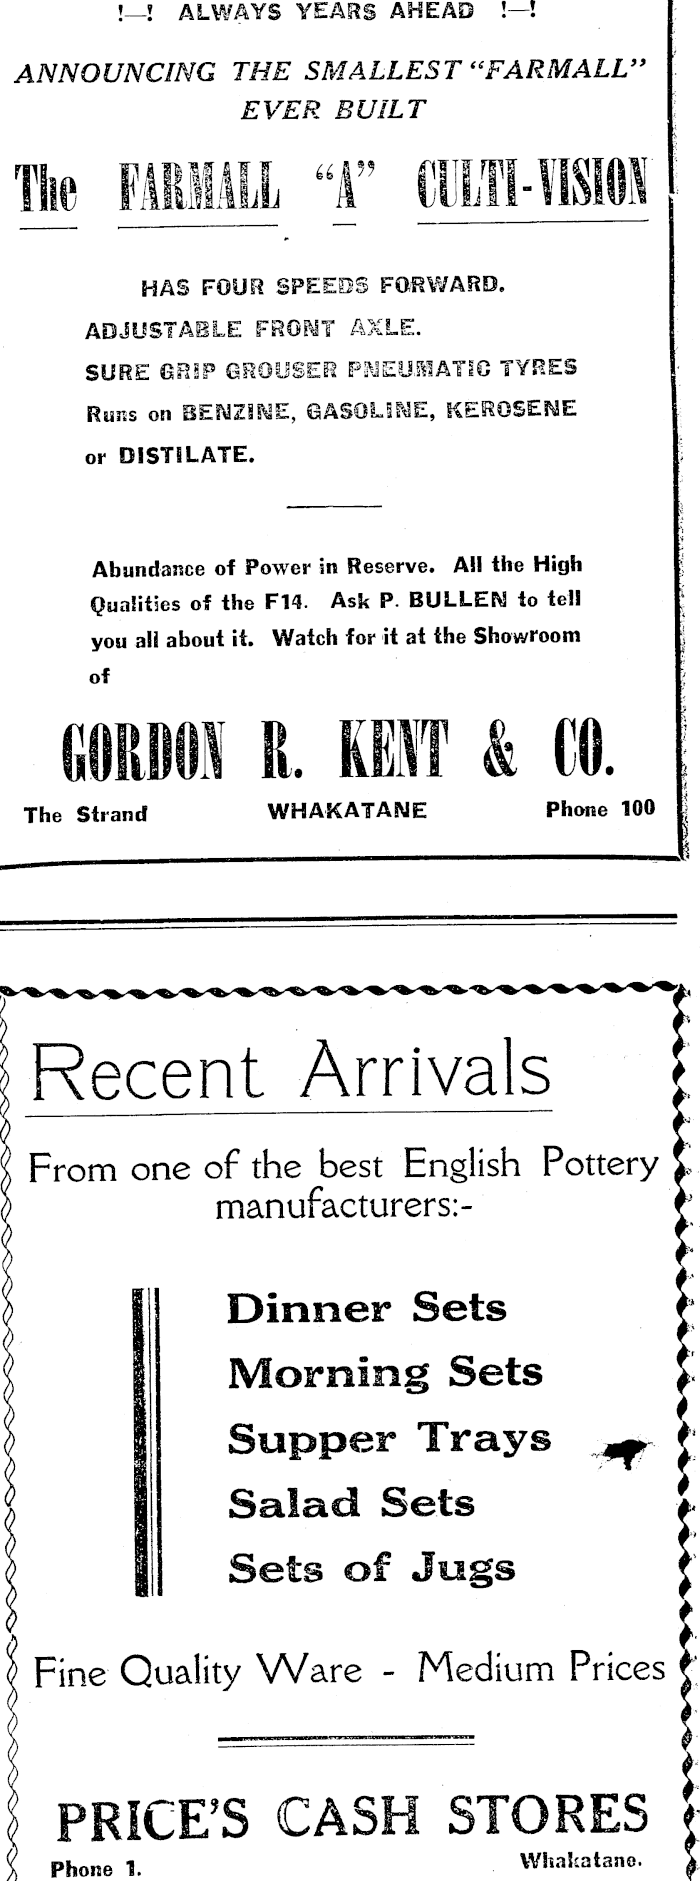 !—! ALWAYS YEARS AHEAD !—!
ANNOUNCING THE SMALLEST "FARMALL"
EVER BUILT
The FARMALL "A" CULTI-VISION
HAS FOUR SPEEDS FORWARD.
ADJUSTABLE FRONT AXLE.
SURE GRIP GROUSER PNEUMATIC TYRES
Runs on BENZINE, GASOLINE, KEROSENE
or DISTILATE.
Abundance of Power in Reserve. All the High
Qualities of the F14. Ask P. BULLEN to tell
you all about it. Watch for it at the Showroom
of
GORDON R. KENT & CO.
The Strand WHAKATANE Phone 100
Recent Arrivals
From one of the best English Pottery
manufacturers:-
Dinner Sets
Morning Sets
Supper Trays
Salad Sets
Sets of Jugs
Fine Quality Ware - Medium Prices
PRICE'S CASH STORES
Phone 1. Whakatane.